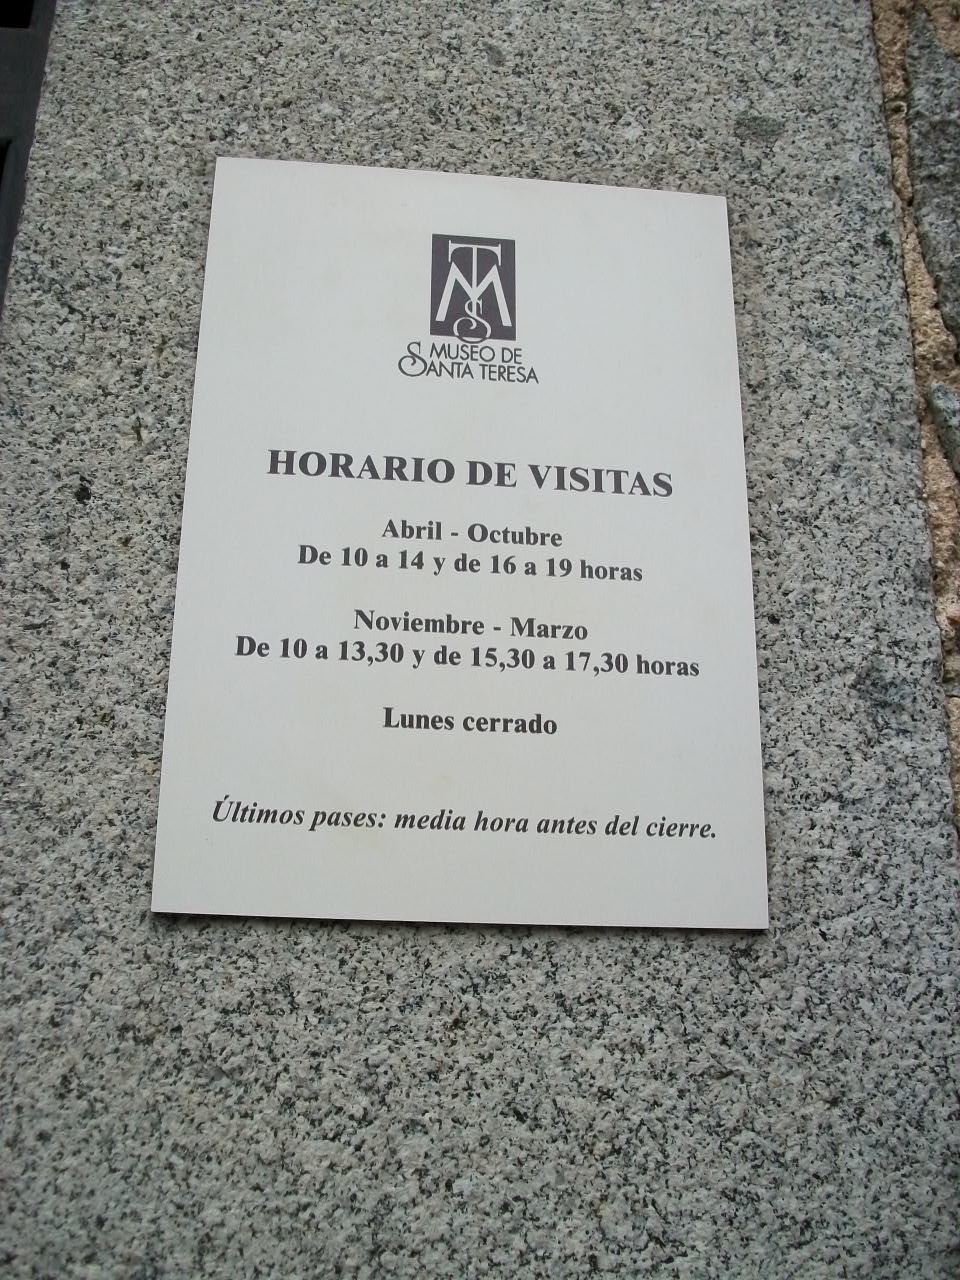 TMS
MUSEO DE
SANTA TERESA
HORARIO DE VISITAS
Abril - Octubre
De 10 a 14 y de 16 a 19 horas
Noviembre - Marzo
De 10 a 13,30 y de 15,30 a 17,30 horas
Lunes cerrado
Últimos pases: media hora antes del cierre.